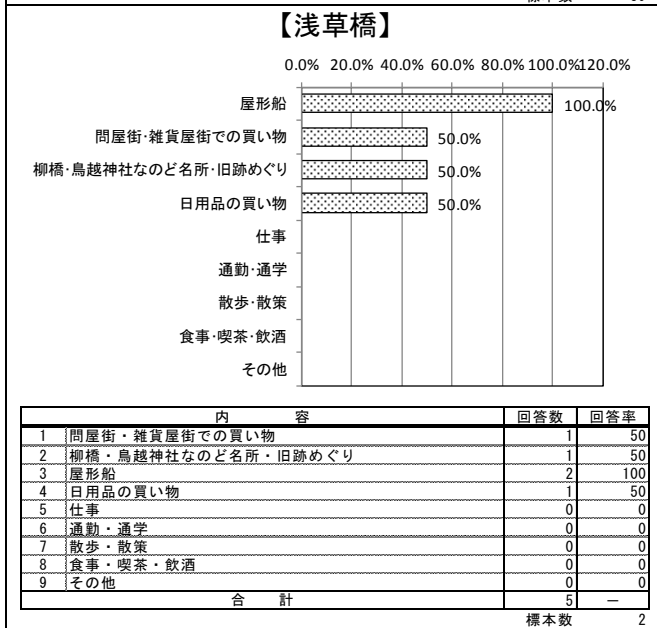 【浅草橋】
0.0% 20.0% 40.0% 60.0% 80.0% 100.0% 120.0%
屋形船 100.0%
問屋街・雑貨屋街での買い物 50.0%
柳橋・鳥越神社なのど名所・旧跡めぐり 50.0%
日用品の買い物 50.0%
仕事
通勤・通学
散歩・散策
食事・喫茶・飲酒
その他
内 容 回答数 回答率
1 問屋街・雑貨屋街での買い物 1 50
2 柳橋・鳥越神社なのど名所・旧跡めぐり 1 50
3 屋形船 2 100
4 日用品の買い物 1 50
5 仕事 0 0
6 通勤・通学 0 0
7 散歩・散策 0 0
8 食事・喫茶・飲酒 0 0
9 その他 0 0
合 計 5 －
標本数 2